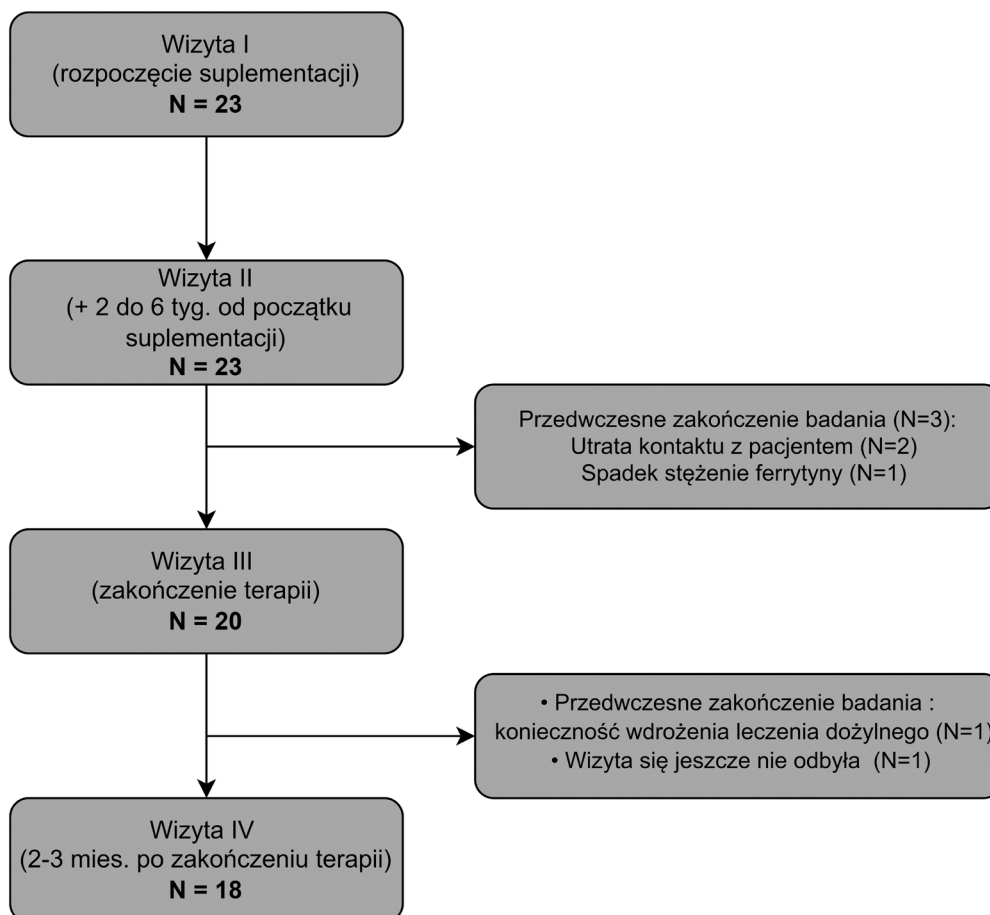 Wizyta I
(rozpoczęcie suplementacji)
N = 23
Wizyta II
(+ 2 do 6 tyg. od początku
suplementacji)
N = 23
Przedwczesne zakończenie badania (N=3):
Utrata kontaktu z pacjentem (N=2)
Spadek stężenie ferrytyny (N=1)
Wizyta III
(zakończenie terapii)
N = 20
• Przedwczesne zakończenie badania :
konieczność wdrożenia leczenia dożylnego (N=1)
• Wizyta się jeszcze nie odbyła (N=1)
Wizyta IV
(2-3 mies. po zakończeniu terapii)
N = 18